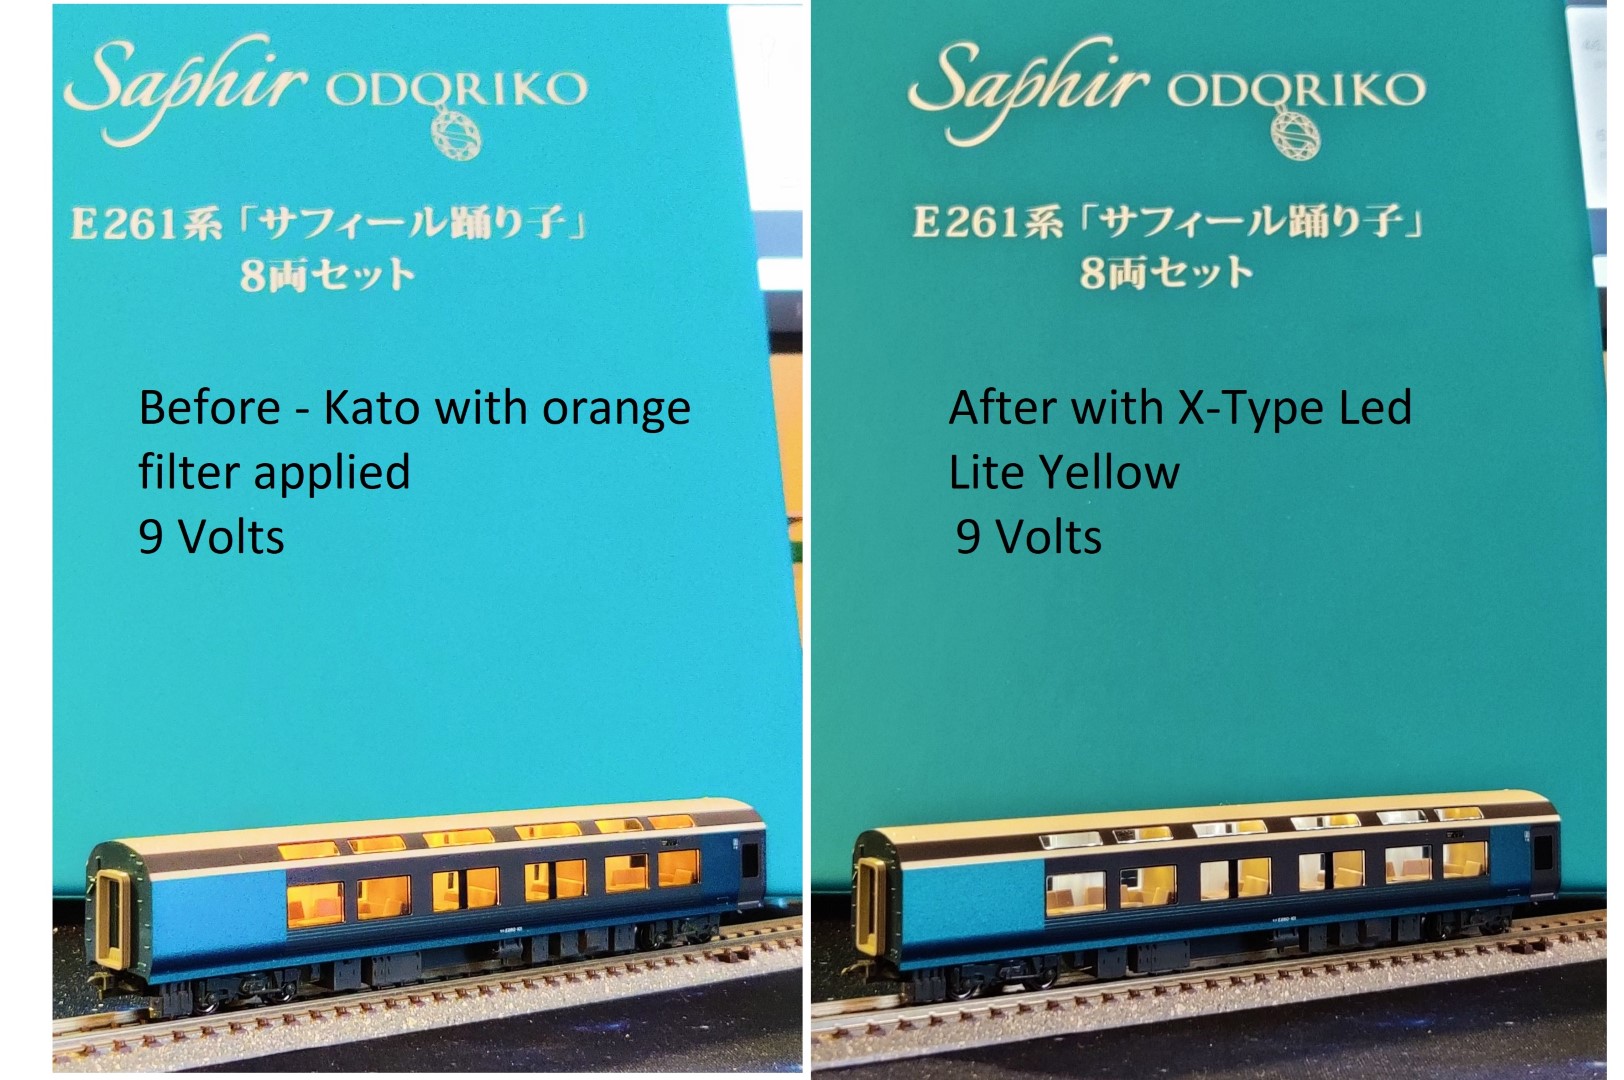 Saphir ODORIKO
E261系「サフィール踊り子」
8両セット
Before - Kato with orange
filter applied
9 Volts
Saphir ODORIKO
E261系「サフィール踊り子」
8両セット
After with X-Type Led
Lite Yellow
9 Volts